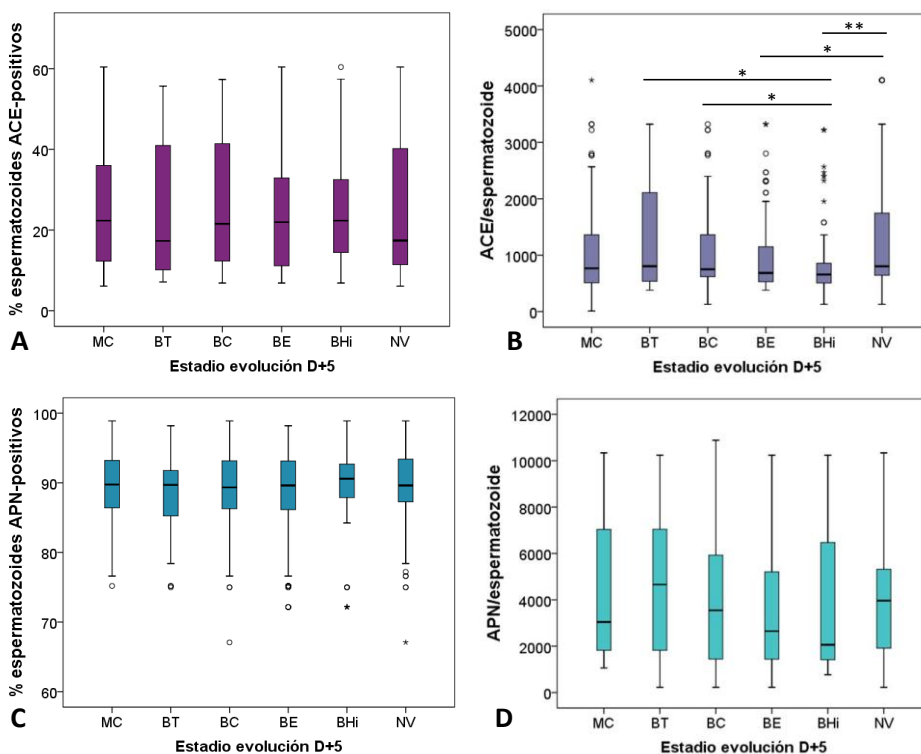 % espermatozoides ACE-positivos
60
40
20
0
MC BT BC BE BHi NV
Estadio evolución D+5
A
ACE/espermatozoide
5000
4000
3000
2000
1000
0
**
*
*
*
MC BT BC BE BHi NV
Estadio evolución D+5
B
% espermatozoides APN-positivos
100
90
80
70
60
MC BT BC BE BHi NV
Estadio evolución D+5
C
APN/espermatozoide
12000
10000
8000
6000
4000
2000
0
MC BT BC BE BHi NV
Estadio evolución D+5
D